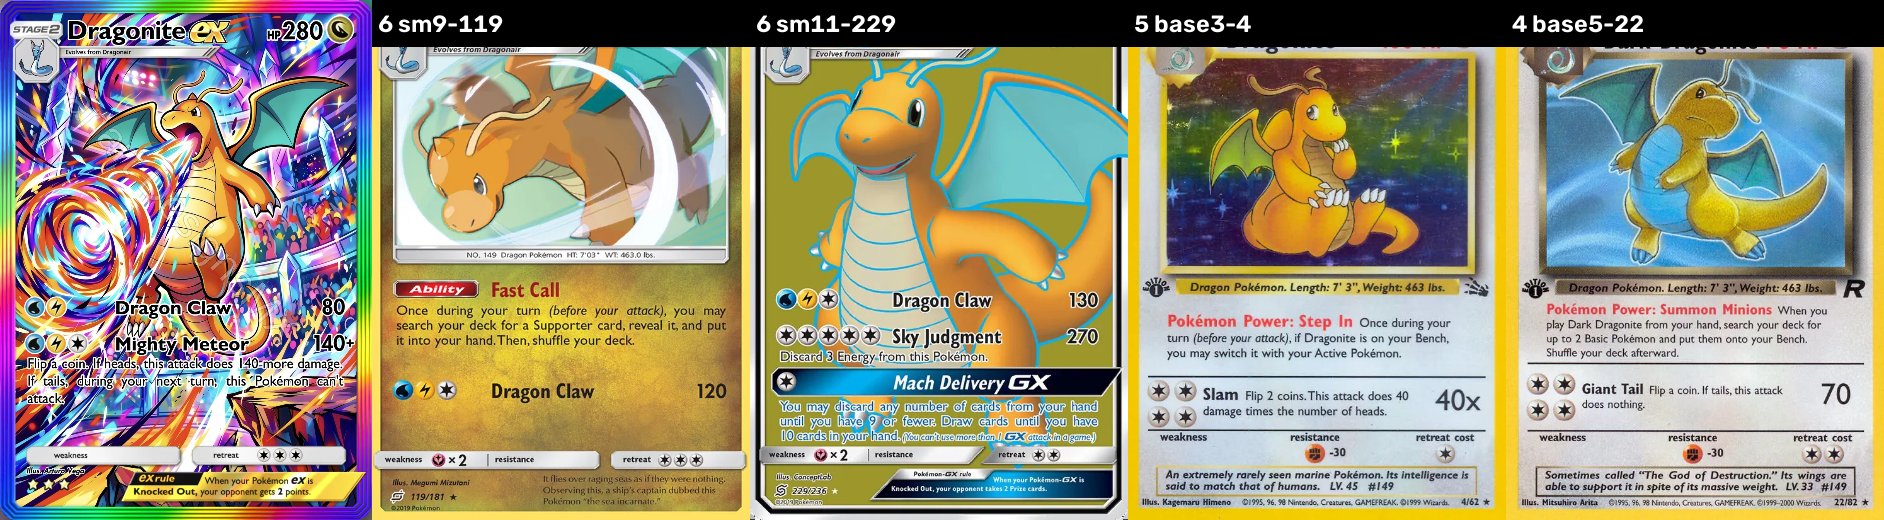 STAGE2 Dragonite ex HP280
Evolves from Dragonair
Dragon Claw 80
Mighty Meteor 140+
Flip a coin. If heads, this attack does 140 more damage.
If tails, during your next turn, this Pokémon can't
attack.
weakness retreat
Illus. Arturo Vega
ex rule When your Pokémon ex is
Knocked Out, your opponent gets 2 points.
6 sm9-119
Evolves from Dragonair
NO. 149 Dragon Pokémon HT: 7'03" WT: 463.0 lbs.
Ability Fast Call
Once during your turn (before your attack), you may
search your deck for a Supporter card, reveal it, and put
it into your hand. Then, shuffle your deck.
Dragon Claw 120
weakness ×2 resistance retreat
Illus. Megumi Mizutani
119/181
©2019 Pokémon
It flies over raging seas as if they were nothing.
Observing this, a ship's captain dubbed this
Pokémon "the sea incarnate."
6 sm11-229
Evolves from Dragonair
Dragon Claw 130
Sky Judgment 270
Discard 3 Energy from this Pokémon.
Mach Delivery GX
You may discard any number of cards from your hand
until you have 9 or fewer. Draw cards until you have
10 cards in your hand. (You can't use more than 1 GX attack in a game.)
weakness ×2 resistance retreat
Illus. ConceptLab
229/236
©2019 Pokémon
Pokémon-GX rule When your Pokémon-GX is
Knocked Out, your opponent takes 2 Prize cards.
5 base3-4
Dragon Pokémon. Length: 7' 3", Weight: 463 lbs.
Pokémon Power: Step In Once during your
turn (before your attack), if Dragonite is on your Bench,
you may switch it with your Active Pokémon.
Slam Flip 2 coins. This attack does 40
damage times the number of heads. 40x
weakness resistance retreat cost
-30
An extremely rarely seen marine Pokémon. Its intelligence is
said to match that of humans. LV. 45 #149
Illus. Kagemaru Himeno ©1995, 96, 98 Nintendo, Creatures, GAMEFREAK. ©1999 Wizards. 4/62
4 base5-22
Dragon Pokémon. Length: 7' 3", Weight: 463 lbs. R
Pokémon Power: Summon Minions When you
play Dark Dragonite from your hand, search your deck for
up to 2 Basic Pokémon and put them onto your Bench.
Shuffle your deck afterward.
Giant Tail Flip a coin. If tails, this attack
does nothing. 70
weakness resistance retreat cost
-30
Sometimes called "The God of Destruction." Its wings are
able to support it in spite of its massive weight. LV. 33 #149
Illus. Mitsuhiro Arita ©1995, 96, 98 Nintendo, Creatures, GAMEFREAK. ©1999-2000 Wizards. 22/82